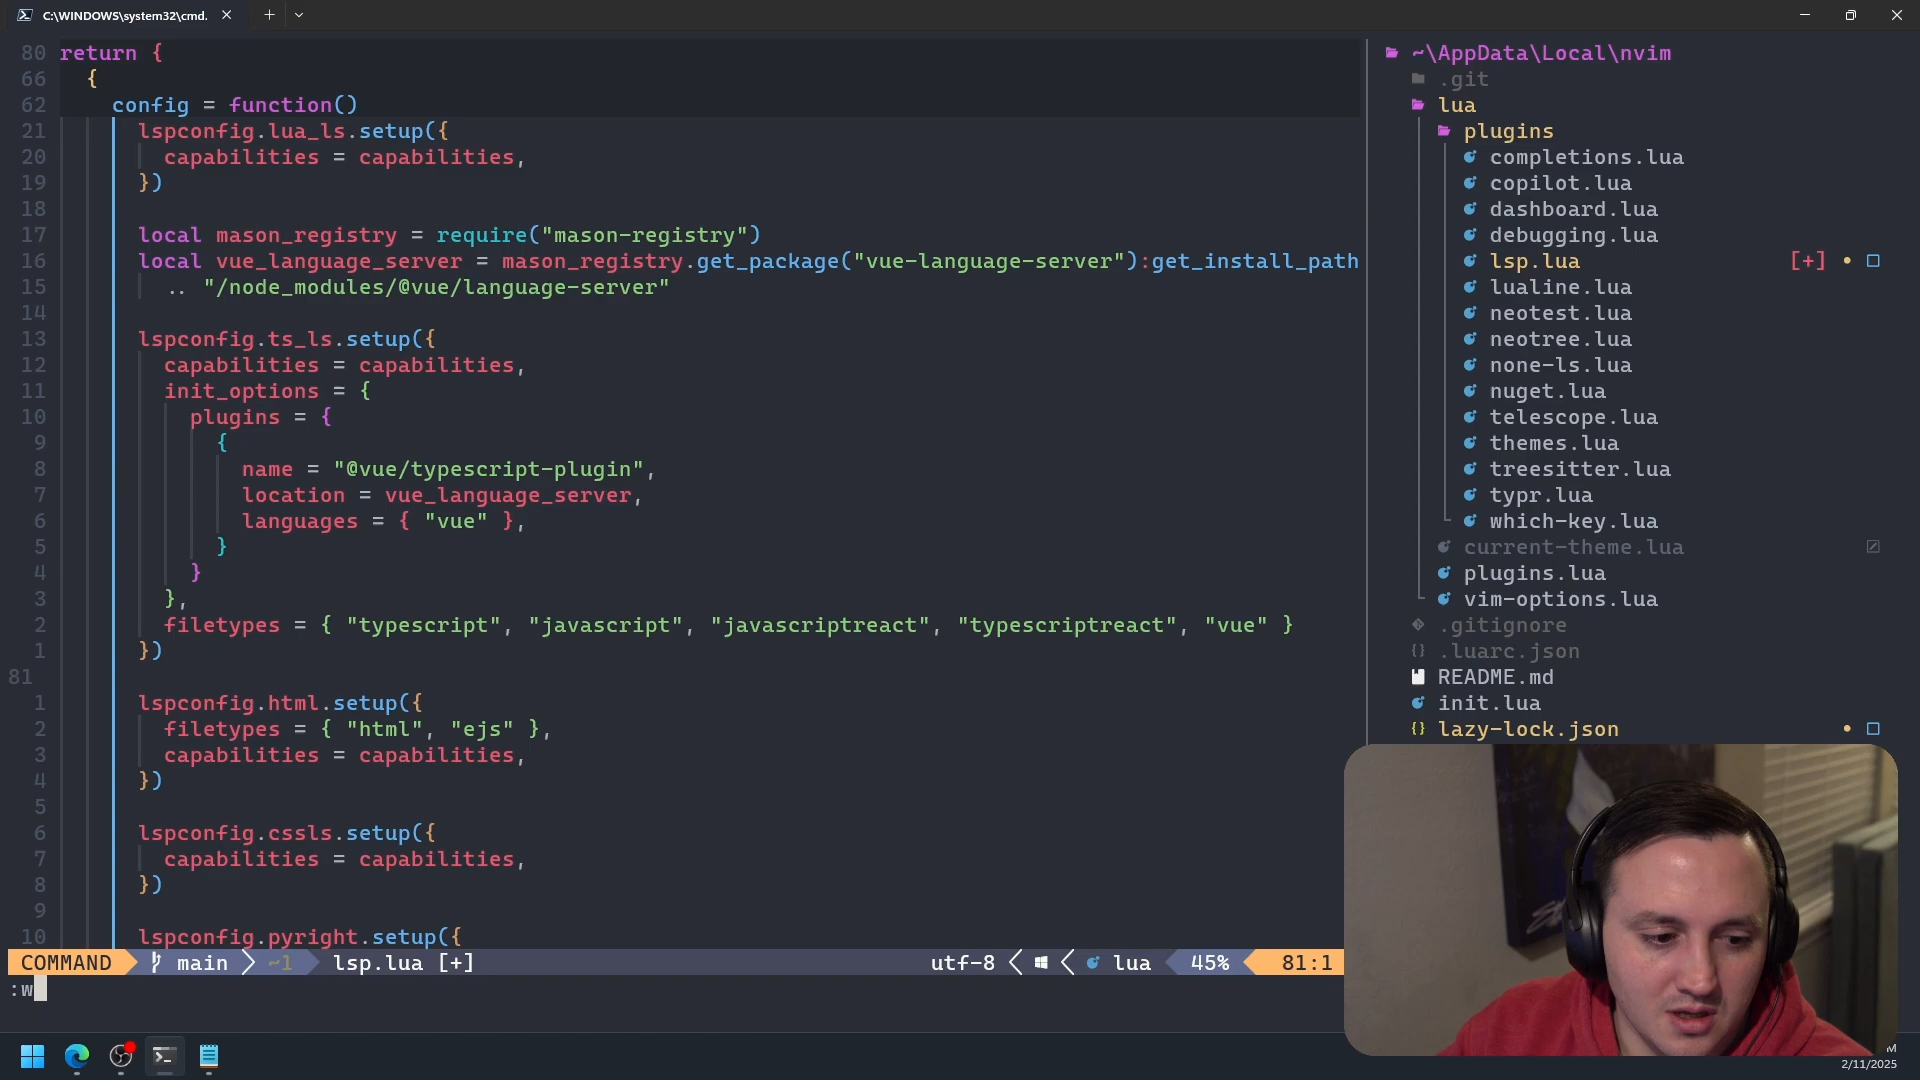 C:\WINDOWS\system32\cmd.
80 return {
66 {
62 config = function()
21 lspconfig.lua_ls.setup({
20 capabilities = capabilities,
19 })
18
17 local mason_registry = require("mason-registry")
16 local vue_language_server = mason_registry.get_package("vue-language-server"):get_install_path
15 .. "/node_modules/@vue/language-server"
14
13 lspconfig.ts_ls.setup({
12 capabilities = capabilities,
11 init_options = {
10 plugins = {
9 {
8 name = "@vue/typescript-plugin",
7 location = vue_language_server,
6 languages = { "vue" },
5 }
4 }
3 },
2 filetypes = { "typescript", "javascript", "javascriptreact", "typescriptreact", "vue" }
1 })
81
1 lspconfig.html.setup({
2 filetypes = { "html", "ejs" },
3 capabilities = capabilities,
4 })
5
6 lspconfig.cssls.setup({
7 capabilities = capabilities,
8 })
9
10 lspconfig.pyright.setup({
COMMAND main ~1 lsp.lua [+] utf-8 lua 45% 81:1
:w
~\AppData\Local\nvim
.git
lua
plugins
completions.lua
copilot.lua
dashboard.lua
debugging.lua
lsp.lua [+]
lualine.lua
neotest.lua
neotree.lua
none-ls.lua
nuget.lua
telescope.lua
themes.lua
treesitter.lua
typr.lua
which-key.lua
current-theme.lua
plugins.lua
vim-options.lua
.gitignore
.luarc.json
README.md
init.lua
lazy-lock.json
M
2/11/2025